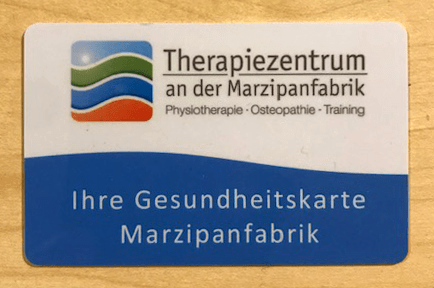 Therapiezentrum
an der Marzipanfabrik
Physiotherapie · Osteopathie · Training
Ihre Gesundheitskarte
Marzipanfabrik